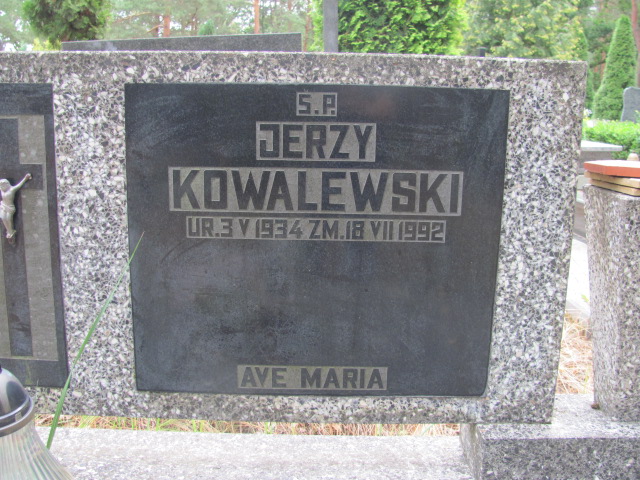 S.P.
JERZY
KOWALEWSKI
UR.3 V 1934 ZM.18 VII 1992
AVE MARIA